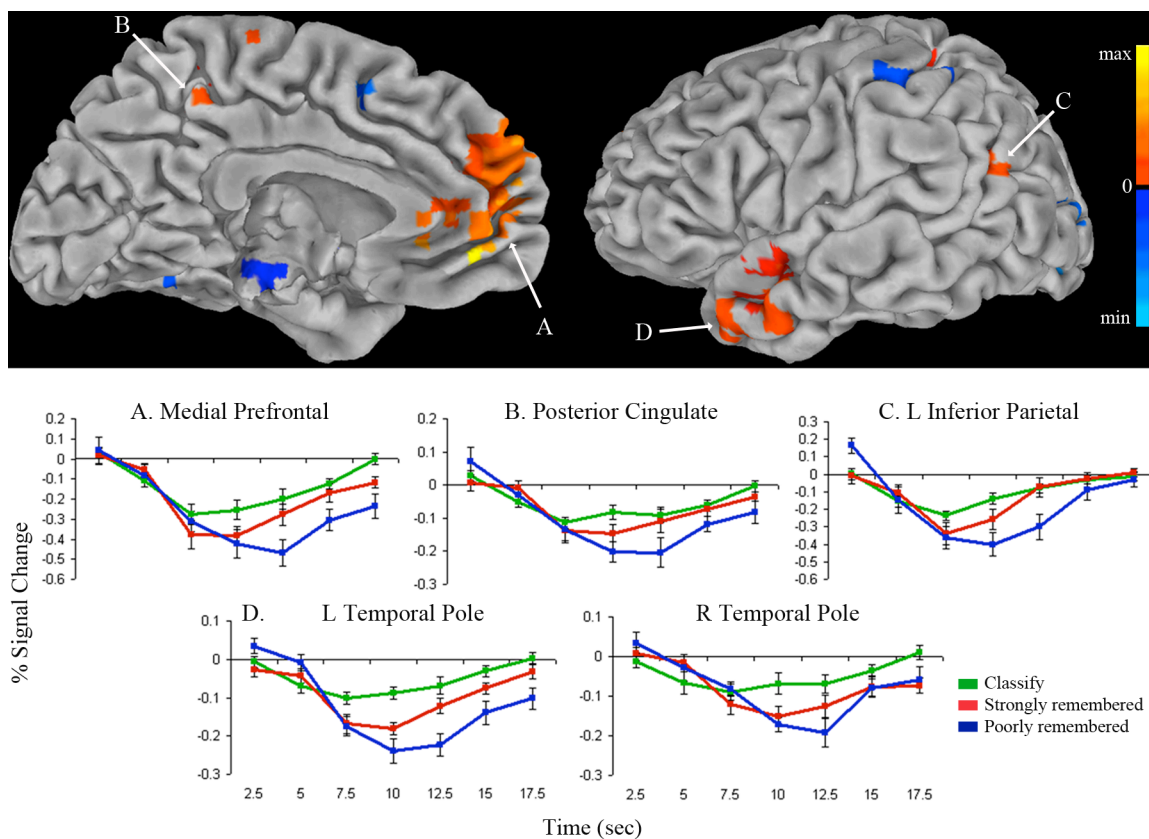 B
C
A
D
max
0
min
A. Medial Prefrontal
B. Posterior Cingulate
C. L Inferior Parietal
0.2
0.1
0
-0.1
-0.2
-0.3
-0.4
-0.5
-0.6
0.2
0.1
0
-0.1
-0.2
-0.3
0.3
0.2
0.1
0
-0.1
-0.2
-0.3
-0.4
-0.5
-0.6
% Signal Change
D. L Temporal Pole
R Temporal Pole
0.1
0
-0.1
-0.2
-0.3
2.5 5 7.5 10 12.5 15 17.5
0.1
0
-0.1
-0.2
-0.3
2.5 5 7.5 10 12.5 15 17.5
Classify
Strongly remembered
Poorly remembered
Time (sec)